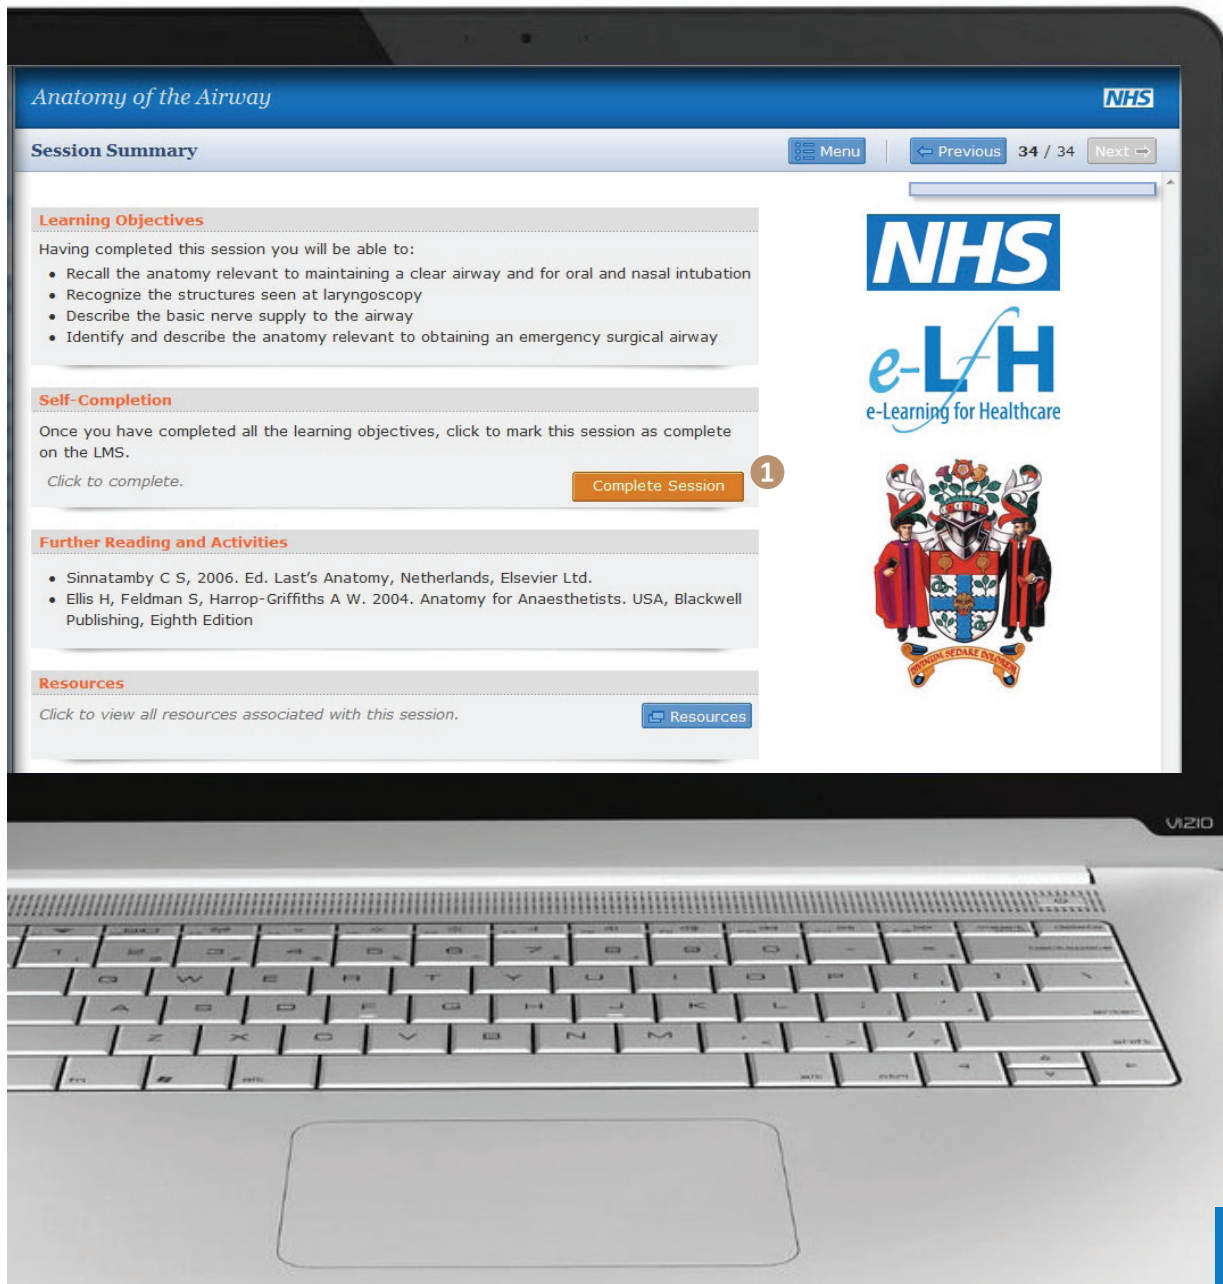 Anatomy of the Airway
NHS
Session Summary
Menu
Previous
34 / 34
Next
Learning Objectives
Having completed this session you will be able to:
• Recall the anatomy relevant to maintaining a clear airway and for oral and nasal intubation
• Recognize the structures seen at laryngoscopy
• Describe the basic nerve supply to the airway
• Identify and describe the anatomy relevant to obtaining an emergency surgical airway
Self-Completion
Once you have completed all the learning objectives, click to mark this session as complete
on the LMS.
Click to complete.
Complete Session
1
Further Reading and Activities
• Sinnatamby C S, 2006. Ed. Last's Anatomy, Netherlands, Elsevier Ltd.
• Ellis H, Feldman S, Harrop-Griffiths A W. 2004. Anatomy for Anaesthetists. USA, Blackwell
Publishing, Eighth Edition
Resources
Click to view all resources associated with this session.
Resources
NHS
e-LfH
e-Learning for Healthcare
DIVINUM SEDARE DOLOREM
VIZIO
backspace
Q W E R T Y U I O P [ ] \
A S D F G H J K L ; '
enter
Z X C V B N M , < . > / ?
shift
fn
alt
alt